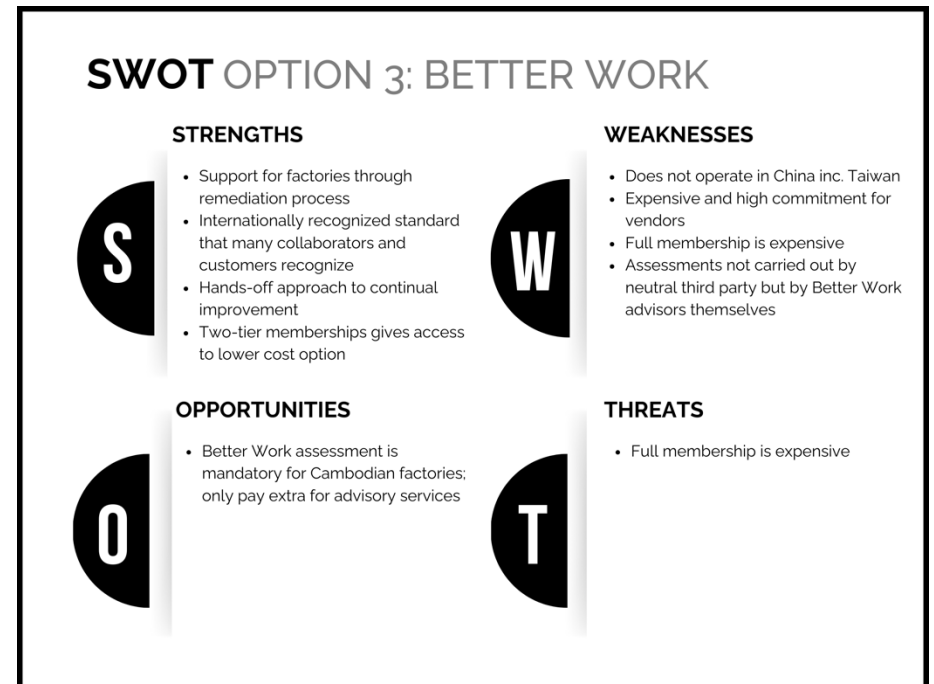 SWOT OPTION 3: BETTER WORK
STRENGTHS
S
• Support for factories through
remediation process
• Internationally recognized standard
that many collaborators and
customers recognize
• Hands-off approach to continual
improvement
• Two-tier memberships gives access
to lower cost option
WEAKNESSES
W
• Does not operate in China inc. Taiwan
• Expensive and high commitment for
vendors
• Full membership is expensive
• Assessments not carried out by
neutral third party but by Better Work
advisors themselves
OPPORTUNITIES
O
• Better Work assessment is
mandatory for Cambodian factories;
only pay extra for advisory services
THREATS
T
• Full membership is expensive